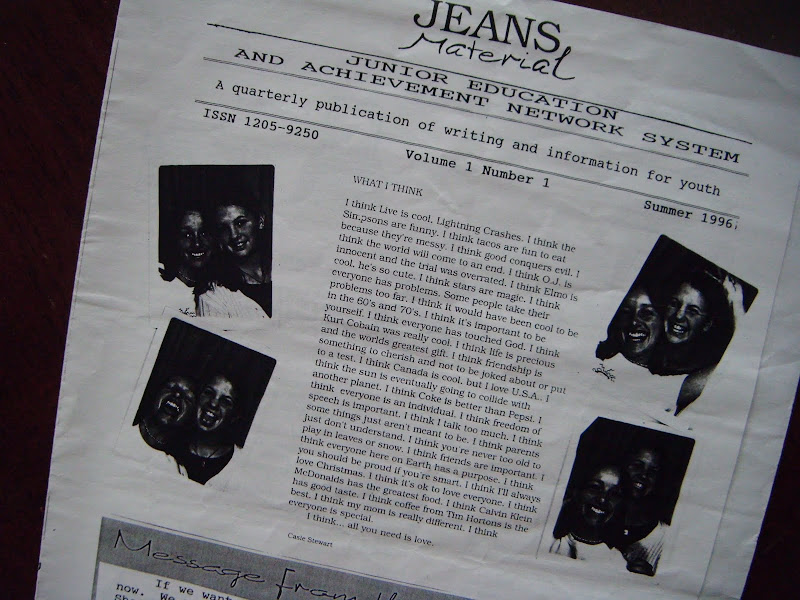 JEANS
Material
JUNIOR EDUCATION
AND ACHIEVEMENT NETWORK SYSTEM
A quarterly publication of writing and information for youth
ISSN 1205-9250
Volume 1 Number 1
Summer 1996
WHAT I THINK
I think Live is cool, Lightning Crashes. I think the
Simpsons are funny. I think tacos are fun to eat
because they're messy. I think good conquers evil. I
think the world will come to an end. I think O.J. is
innocent and the trial was overrated. I think Elmo is
cool, he's so cute. I think stars are magic. I think
everyone has problems. Some people take their
problems too far. I think it would have been cool to be
in the 60's and 70's. I think it's important to be
yourself. I think everyone has touched God. I think
Kurt Cobain was really cool. I think life is precious
and the worlds greatest gift. I think friendship is
something to cherish and not to be joked about or put
to a test. I think Canada is cool, but I love U.S.A.. I
think the sun is eventually going to collide with
another planet. I think Coke is better than Pepsi. I
think everyone is an individual. I think freedom of
speech is important. I think I talk too much. I think
some things just aren't meant to be. I think parents
just don't understand. I think you're never too old to
play in leaves or snow. I think friends are important. I
think everyone here on Earth has a purpose. I think
you should be proud if you're smart. I think I'll always
love Christmas. I think it's ok to love everyone. I think
McDonalds has the greatest food. I think Calvin Klein
has good taste. I think coffee from Tim Hortons is the
best. I think my mom is really different. I think
everyone is special.
I think... all you need is love.
Casie Stewart
Message from
If we want
now. We